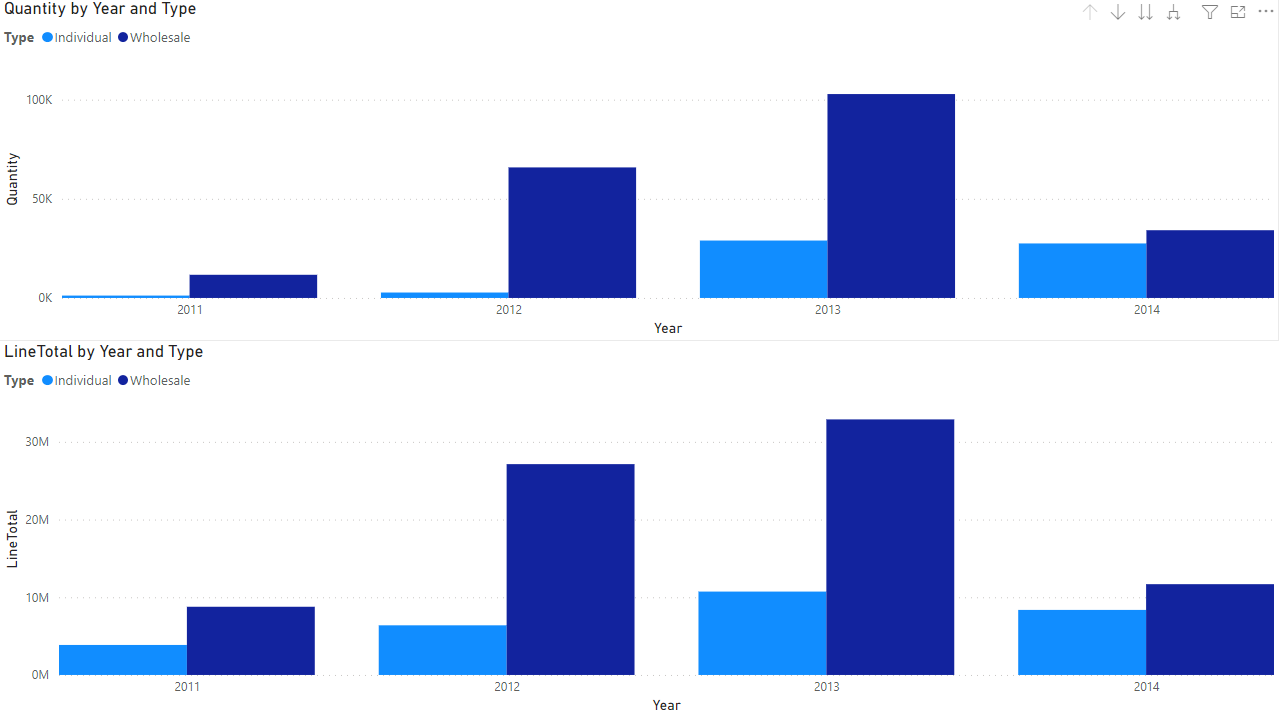 Quantity by Year and Type
Type Individual Wholesale
100K
50K
0K
Quantity
2011 2012 2013 2014
Year
LineTotal by Year and Type
Type Individual Wholesale
30M
20M
10M
0M
LineTotal
2011 2012 2013 2014
Year